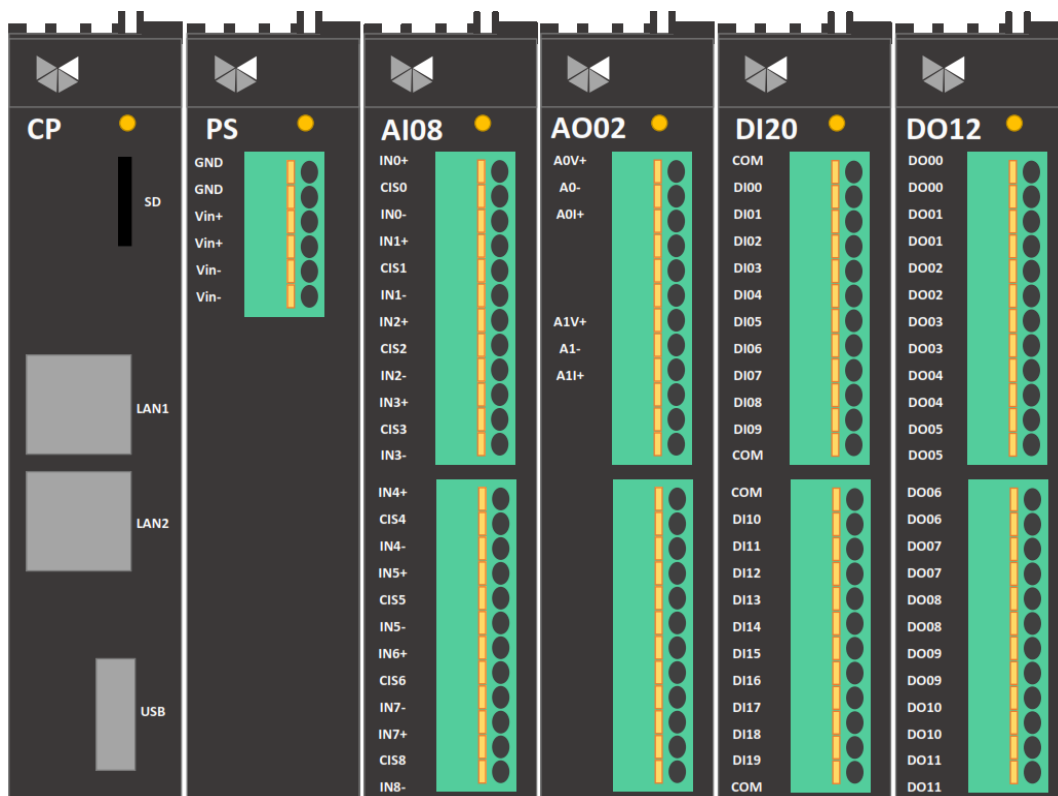 CP
SD
LAN1
LAN2
USB
PS
GND
GND
Vin+
Vin+
Vin-
Vin-
AI08
IN0+
CIS0
IN0-
IN1+
CIS1
IN1-
IN2+
CIS2
IN2-
IN3+
CIS3
IN3-
IN4+
CIS4
IN4-
IN5+
CIS5
IN5-
IN6+
CIS6
IN7-
IN7+
CIS8
IN8-
AO02
A0V+
A0-
A0I+
A1V+
A1-
A1I+
DI20
COM
DI00
DI01
DI02
DI03
DI04
DI05
DI06
DI07
DI08
DI09
COM
COM
DI10
DI11
DI12
DI13
DI14
DI15
DI16
DI17
DI18
DI19
COM
DO12
DO00
DO00
DO01
DO01
DO02
DO02
DO03
DO03
DO04
DO04
DO05
DO05
DO06
DO06
DO07
DO07
DO08
DO08
DO09
DO09
DO10
DO10
DO11
DO11